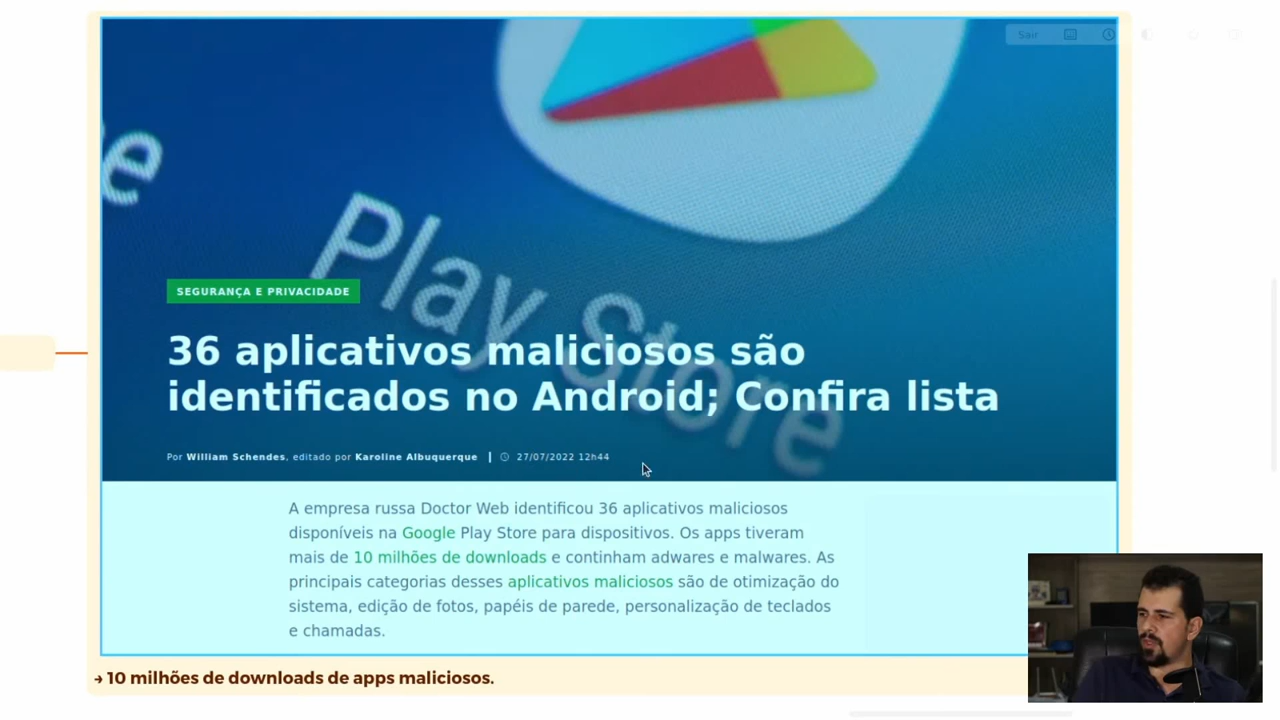 Sair
e
Play Store
SEGURANÇA E PRIVACIDADE
36 aplicativos maliciosos são
identificados no Android; Confira lista
Por William Schendes, editado por Karoline Albuquerque | 27/07/2022 12h44
A empresa russa Doctor Web identificou 36 aplicativos maliciosos
disponíveis na Google Play Store para dispositivos. Os apps tiveram
mais de 10 milhões de downloads e continham adwares e malwares. As
principais categorias desses aplicativos maliciosos são de otimização do
sistema, edição de fotos, papéis de parede, personalização de teclados
e chamadas.
→ 10 milhões de downloads de apps maliciosos.